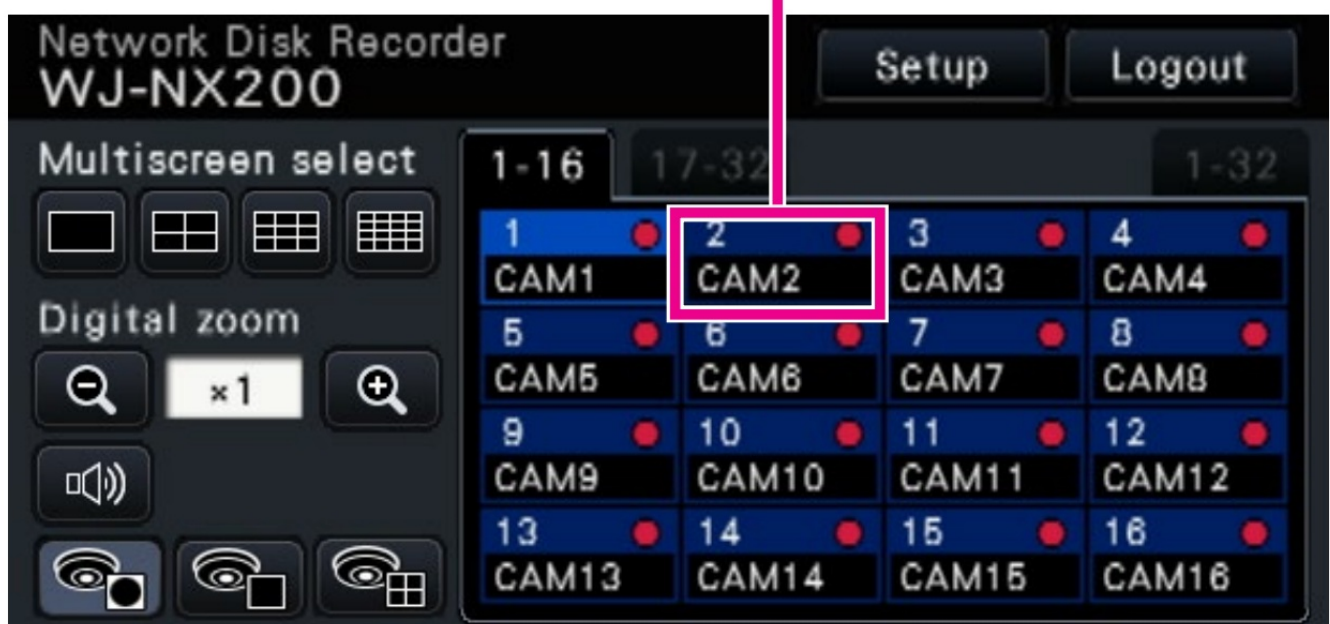 Network Disk Recorder
WJ-NX200
Setup
Logout
Multiscreen select
1-16
17-32
1-32
1
2
3
4
CAM1
CAM2
CAM3
CAM4
Digital zoom
5
6
7
8
×1
CAM5
CAM6
CAM7
CAM8
9
10
11
12
CAM9
CAM10
CAM11
CAM12
13
14
15
16
CAM13
CAM14
CAM15
CAM16